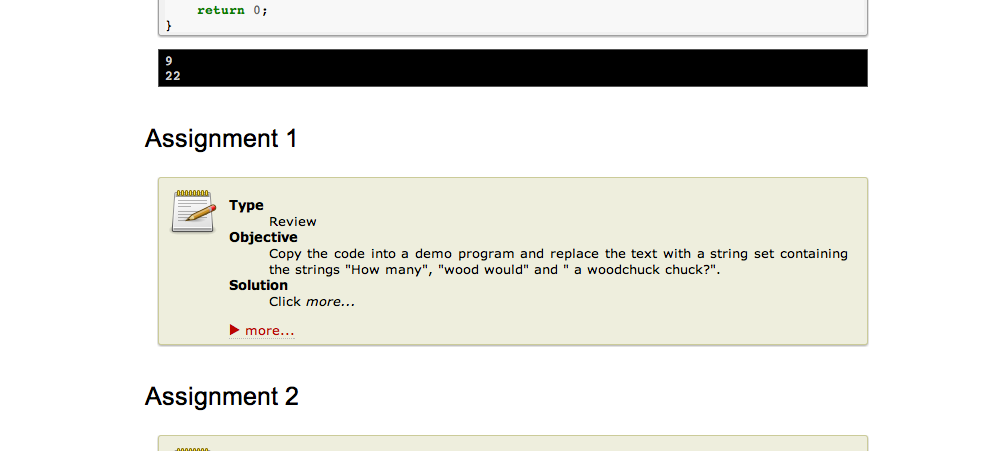 return 0;
}
9
22
Assignment 1
Type
Review
Objective
Copy the code into a demo program and replace the text with a string set containing
the strings "How many", "wood would" and " a woodchuck chuck?".
Solution
Click more...
▶ more...
Assignment 2